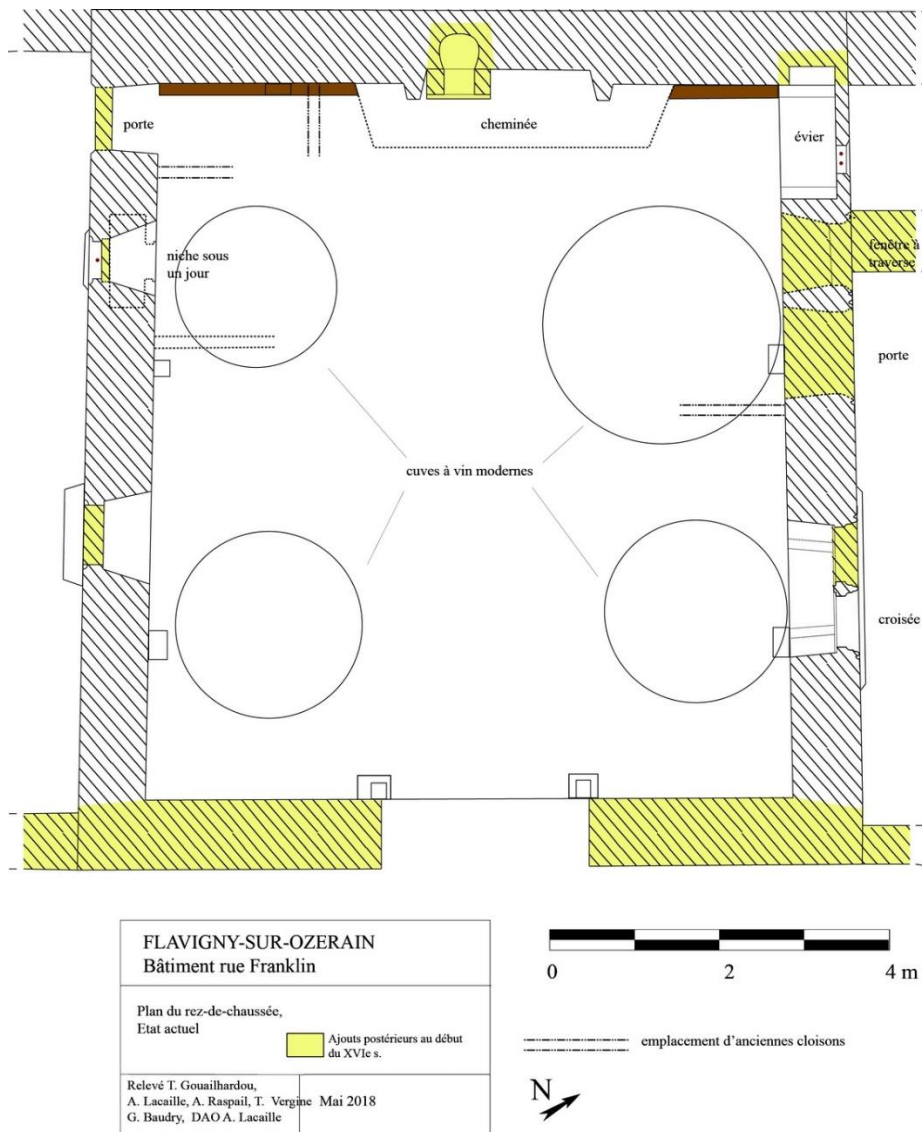 porte
cheminée
évier
niche sous
un jour
fenêtre à
traverse
porte
cuves à vin modernes
croisée
FLAVIGNY-SUR-OZERAIN
Bâtiment rue Franklin
Plan du rez-de-chaussée,
Etat actuel
Ajouts postérieurs au début
du XVIe s.
Relevé T. Gouailhardou,
A. Lacaille, A. Raspail, T. Vergine
G. Baudry, DAO A. Lacaille
Mai 2018
0 2 4 m
emplacement d'anciennes cloisons
N